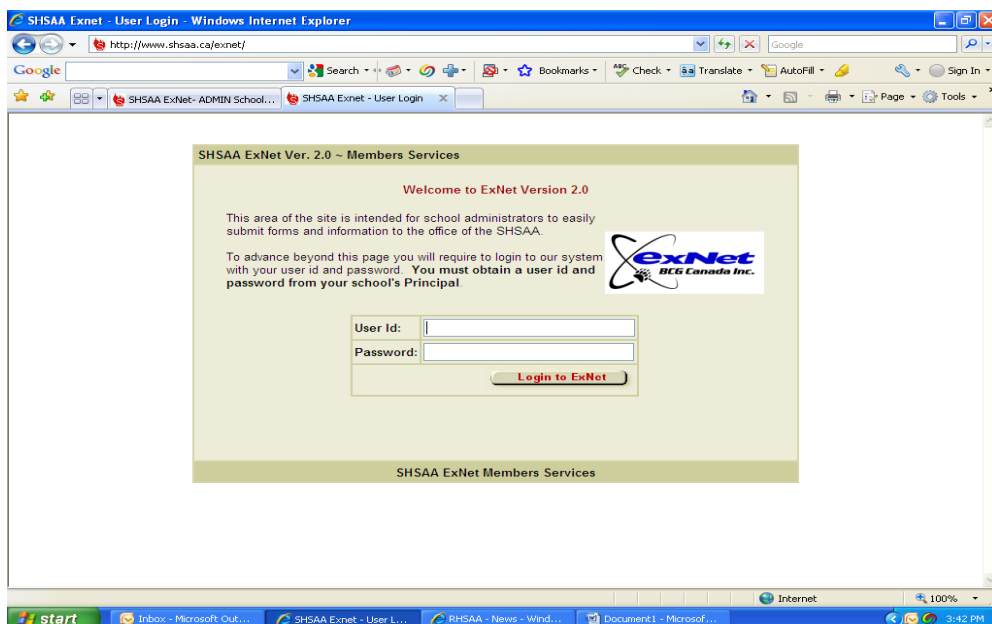 SHSAA Exnet - User Login - Windows Internet Explorer
http://www.shsaa.ca/exnet/
Google
Google
Search
Bookmarks
ABC
Check
Translate
AutoFill
Sign In
SHSAA ExNet- ADMIN School...
SHSAA Exnet - User Login
Page
Tools
SHSAA ExNet Ver. 2.0 ~ Members Services
Welcome to ExNet Version 2.0
This area of the site is intended for school administrators to easily
submit forms and information to the office of the SHSAA.
To advance beyond this page you will require to login to our system
with your user id and password. You must obtain a user id and
password from your school's Principal.
exNet
BCG Canada Inc.
User Id:
Password:
Login to ExNet
SHSAA ExNet Members Services
Internet
100%
start
Inbox - Microsoft Out...
SHSAA Exnet - User L...
RHSAA - News - Wind...
Document1 - Microsof...
3:42 PM